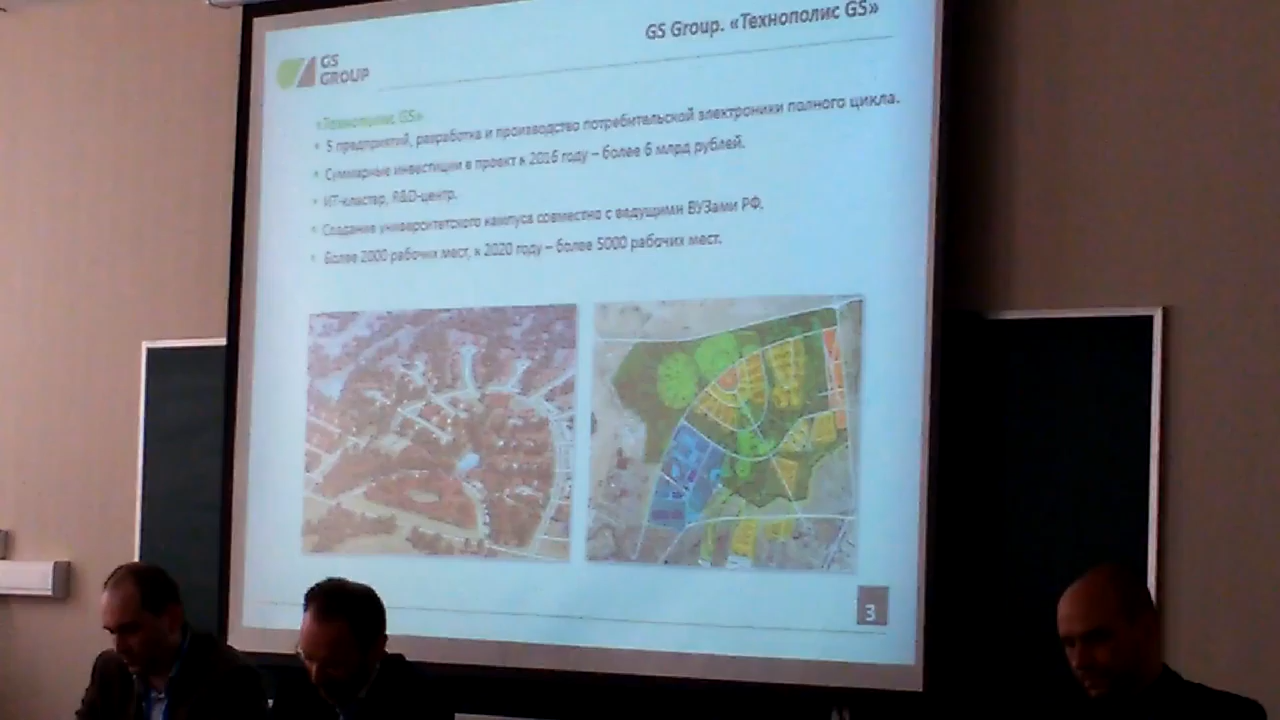 GS Group. «Технополис GS»
GS
GROUP
«Технополис GS»
5 предприятий, разработка и производство потребительской электроники полного цикла.
Суммарные инвестиции в проект к 2016 году – более 6 млрд рублей.
ИТ-кластер, R&D-центр.
Создание университетского кампуса совместно с ведущими ВУЗами РФ.
Более 2000 рабочих мест, к 2020 году – более 5000 рабочих мест.
3